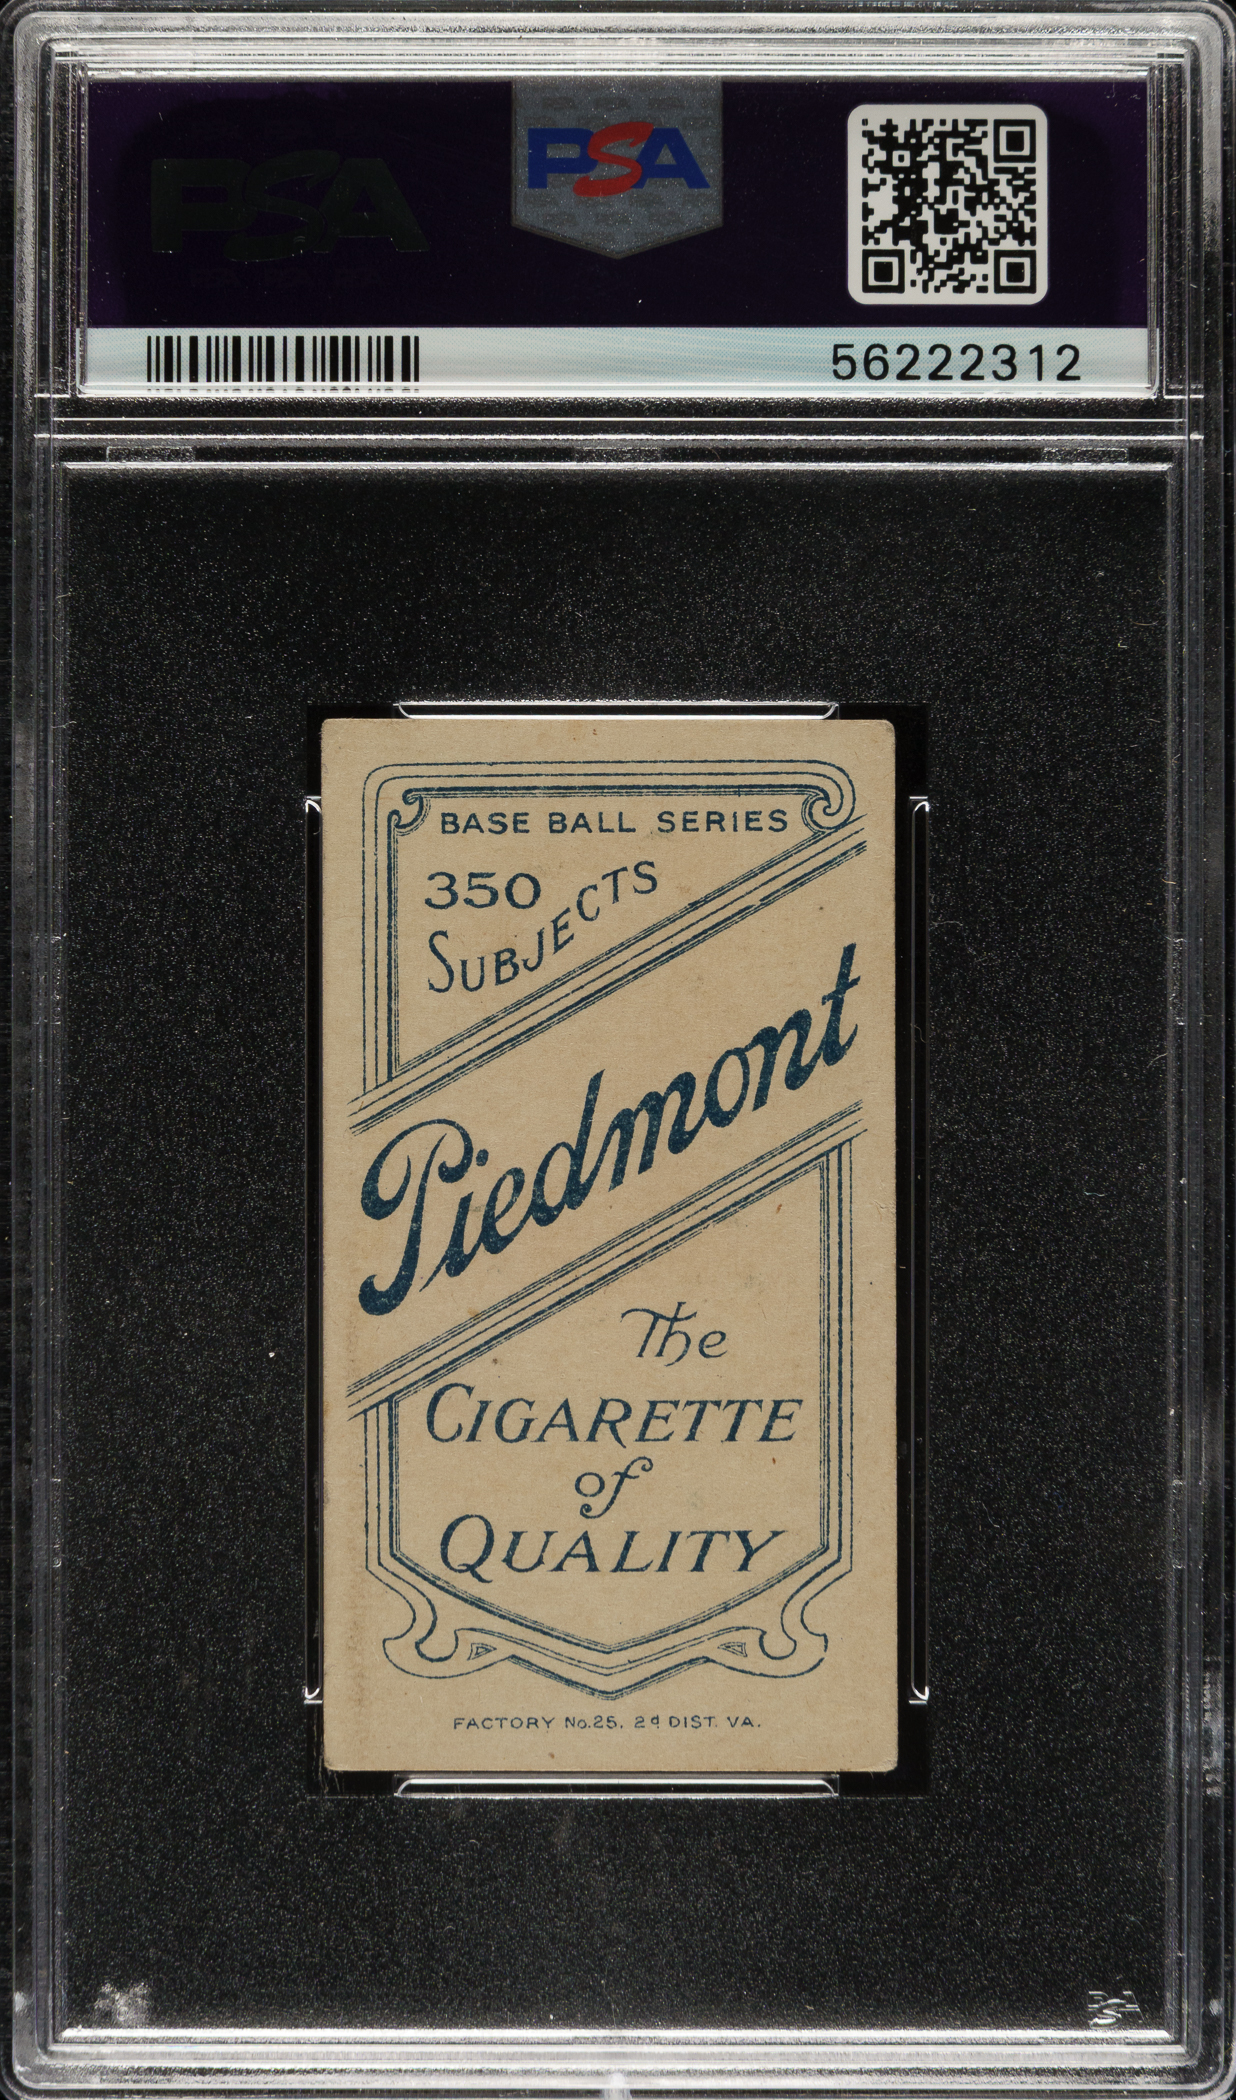 PSA
PSA
56222312
BASE BALL SERIES
350
SUBJECTS
Piedmont
The
CIGARETTE
of
QUALITY
FACTORY No.25, 2d DIST. VA.
PSA